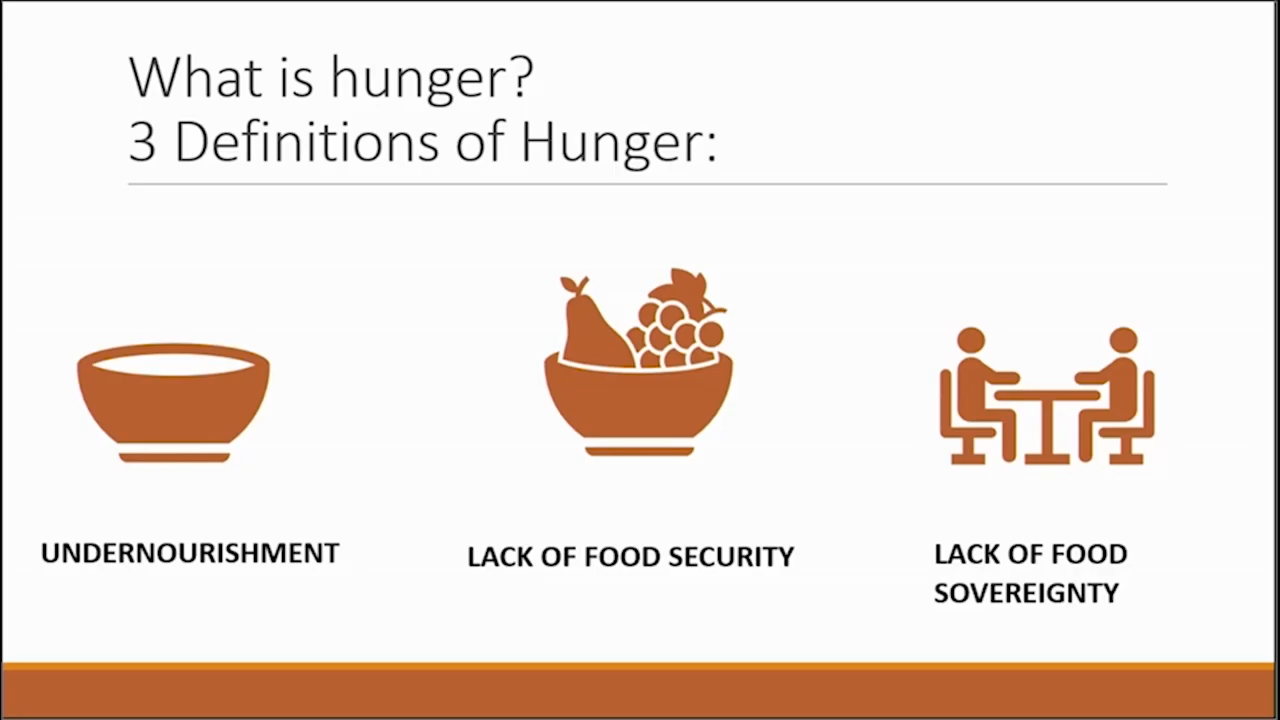 What is hunger?
3 Definitions of Hunger:
UNDERNOURISHMENT
LACK OF FOOD SECURITY
LACK OF FOOD
SOVEREIGNTY